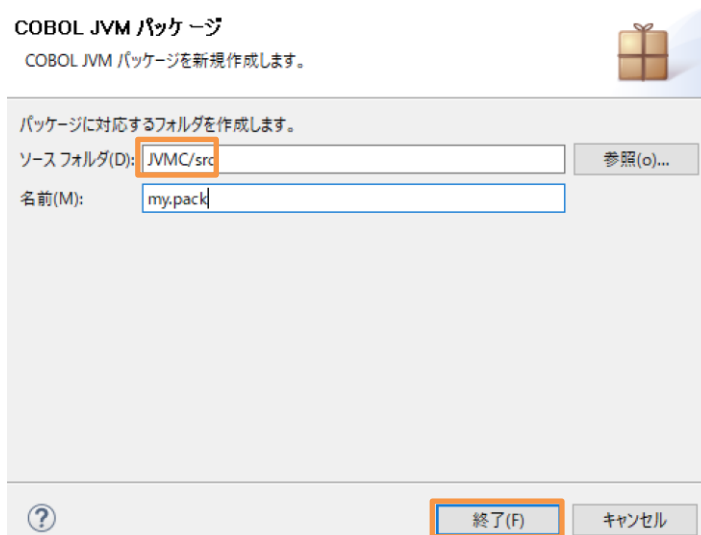 COBOL JVM パッケージ
COBOL JVM パッケージを新規作成します。
パッケージに対応するフォルダを作成します。
ソース フォルダ(D): JVMC/src 参照(o)...
名前(M): my.pack
? 終了(F) キャンセル